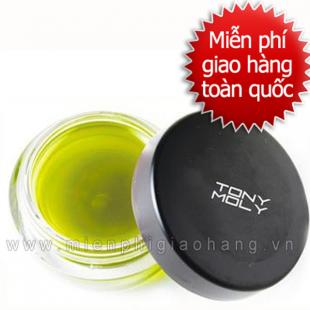 Miễn phí
giao hàng
toàn quốc
TONY
MOLY
www.mienphigiaohang.vn